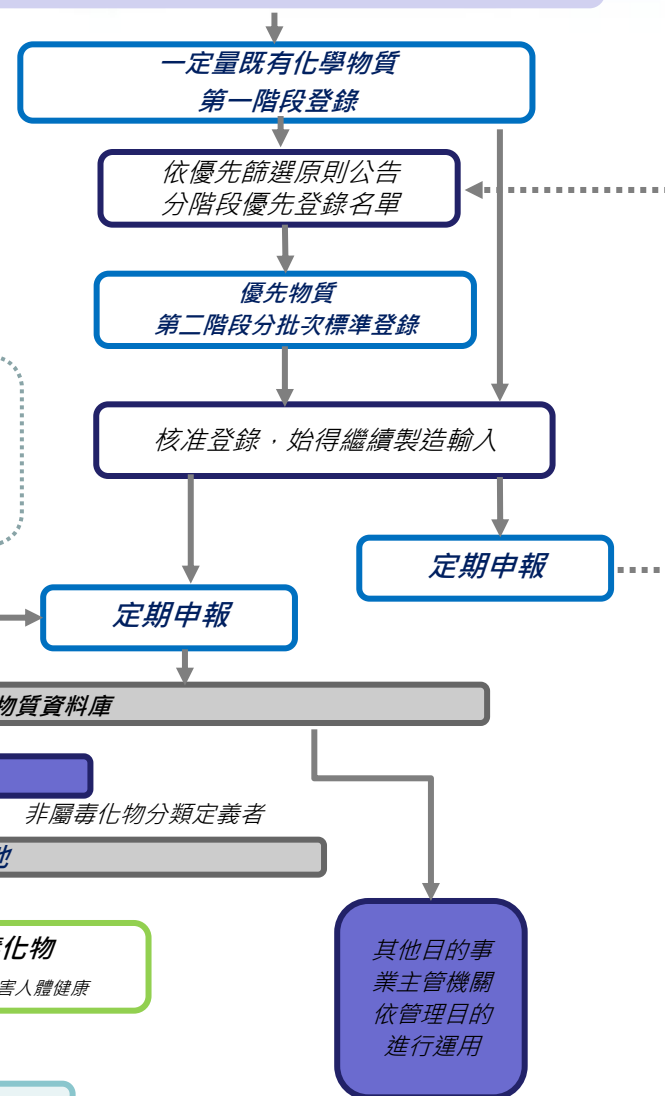 一定量既有化學物質
第一階段登錄
依優先篩選原則公告
分階段優先登錄名單
優先物質
第二階段分批次標準登錄
核准登錄，始得繼續製造輸入
定期申報
定期申報
物質資料庫
非屬毒化物分類定義者
化物
害人體健康
其他目的事
業主管機關
依管理目的
進行運用